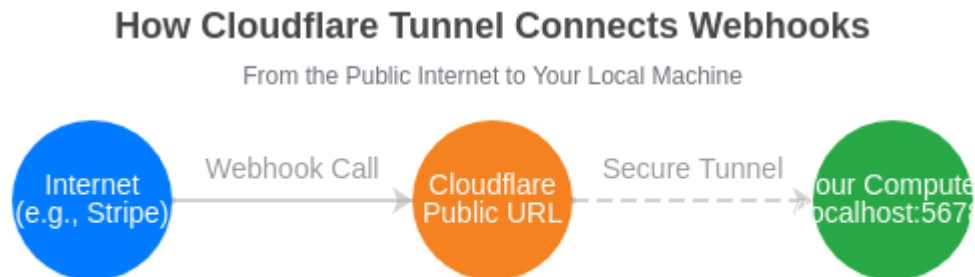 How Cloudflare Tunnel Connects Webhooks
From the Public Internet to Your Local Machine
Webhook Call
Secure Tunnel
Internet
(e.g., Stripe)
Cloudflare
Public URL
our Compute
ocalhost:567